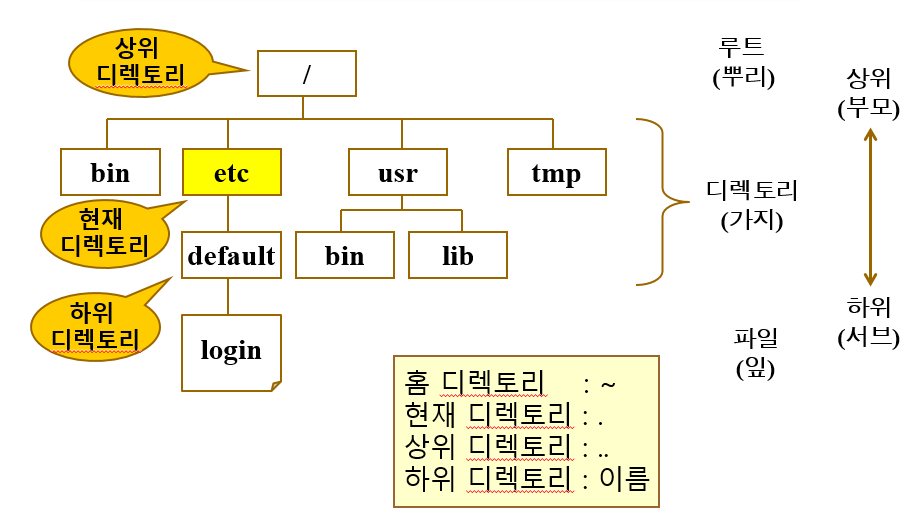 상위
디렉토리
/
루트
(뿌리)
상위
(부모)
bin
etc
usr
tmp
현재
디렉토리
디렉토리
(가지)
default
bin
lib
하위
디렉토리
login
파일
(잎)
하위
(서브)
홈 디렉토리 : ~
현재 디렉토리 : .
상위 디렉토리 : ..
하위 디렉토리 : 이름